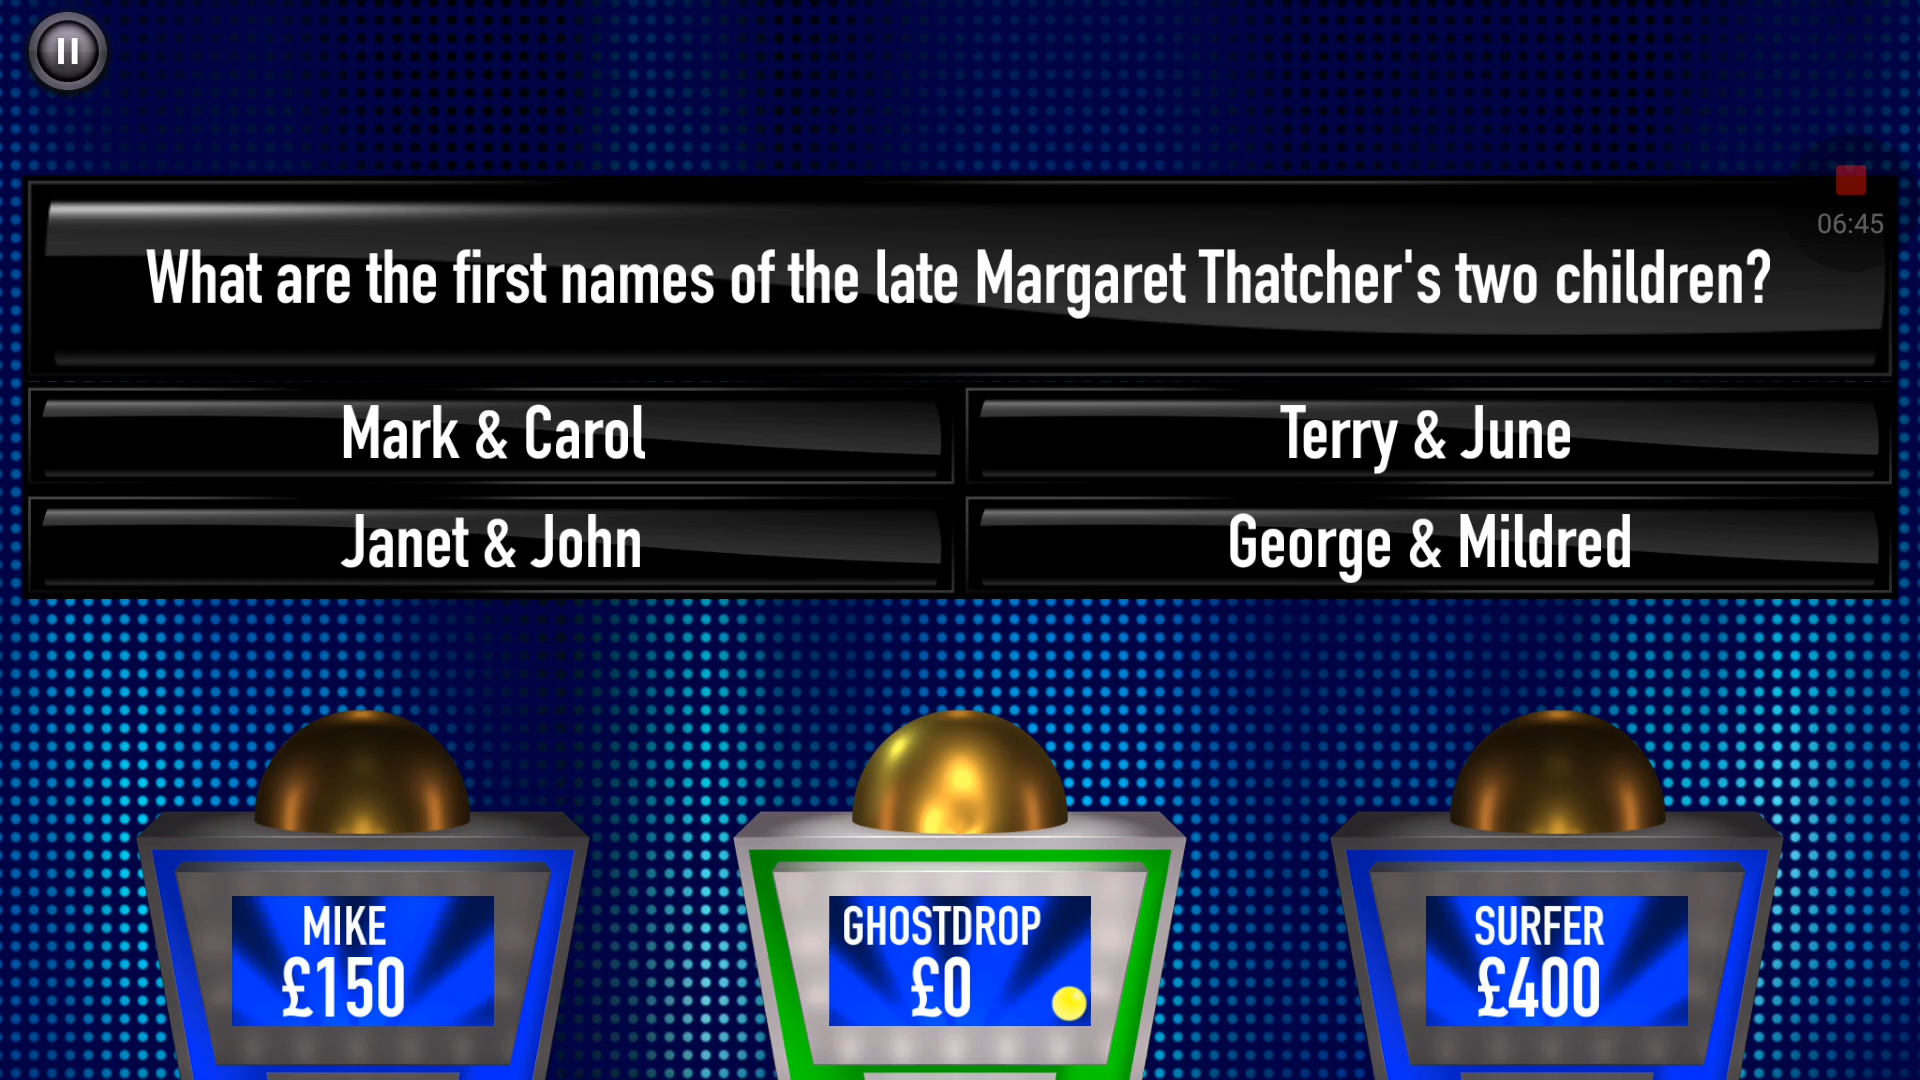 What are the first names of the late Margaret Thatcher's two children?
06:45
Mark & Carol
Terry & June
Janet & John
George & Mildred
MIKE
£150
GHOSTDROP
£0
SURFER
£400